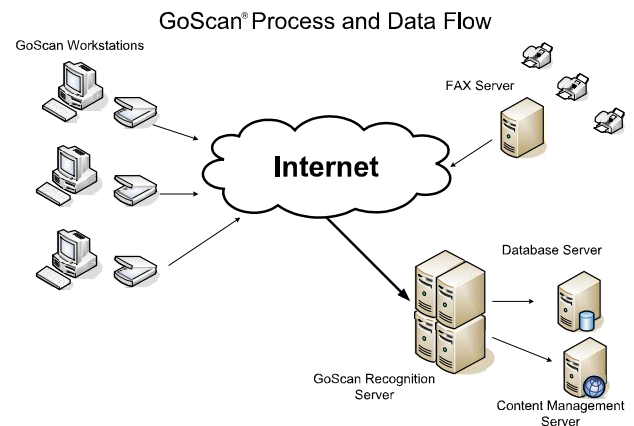 GoScan® Process and Data Flow
GoScan Workstations
FAX Server
Internet
Database Server
GoScan Recognition
Server
Content Management
Server